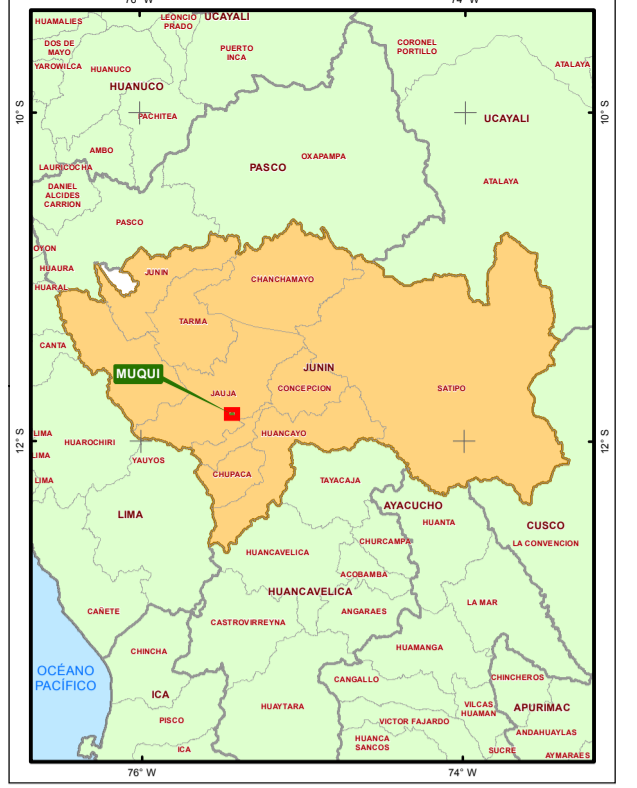 76° W
74° W
HUAMALIES
LEONCIO
PRADO
UCAYALI
DOS DE
MAYO
PUERTO
INCA
CORONEL
PORTILLO
YAROWILCA
HUANUCO
ATALAYA
HUANUCO
10° S
PACHITEA
UCAYALI
10° S
AMBO
OXAPAMPA
LAURICOCHA
PASCO
ATALAYA
DANIEL
ALCIDES
CARRION
PASCO
OYON
HUAURA
JUNIN
CHANCHAMAYO
HUARAL
TARMA
CANTA
JUNIN
MUQUI
JAUJA
CONCEPCION
SATIPO
LIMA
HUAROCHIRI
HUANCAYO
12° S
12° S
LIMA
YAUYOS
LIMA
CHUPACA
TAYACAJA
AYACUCHO
LIMA
HUANTA
CUSCO
CHURCAMPA
LA CONVENCION
HUANCAVELICA
ACOBAMBA
HUANCAVELICA
LA MAR
CAÑETE
ANGARAES
CASTROVIRREYNA
CHINCHA
HUAMANGA
OCÉANO
PACÍFICO
CANGALLO
CHINCHEROS
ICA
HUAYTARA
VILCAS
HUAMAN
APURIMAC
PISCO
VICTOR FAJARDO
ANDAHUAYLAS
HUANCA
SANCOS
ICA
SUCRE
AYMARAES
76° W
74° W